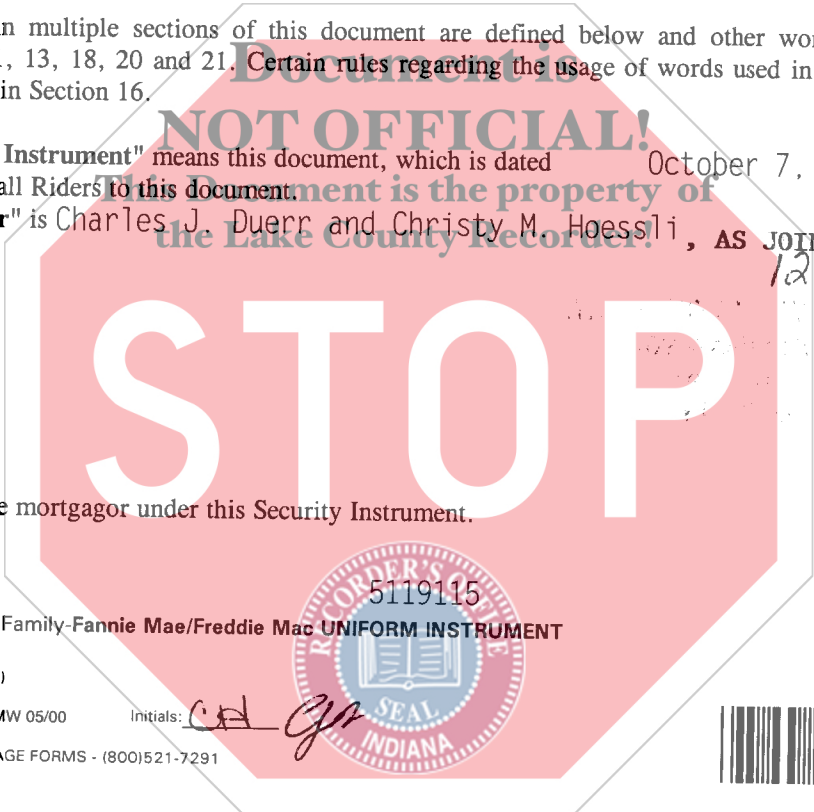 n multiple sections of this document are defined below and other wor
, 13, 18, 20 and 21. Certain rules regarding the usage of words used in
in Section 16.
Document is
NOT OFFICIAL!
Instrument" means this document, which is dated October 7,
all Riders to this document.
This Document is the property of
r" is Charles J. Duerr and Christy M. Hoessli, AS JOI
the Lake County Recorder!
12
STOP
e mortgagor under this Security Instrument.
5119115
Family-Fannie Mae/Freddie Mac UNIFORM INSTRUMENT
)
MW 05/00 Initials: CH CJD
AGE FORMS - (800)521-7291
RECORDER'S OFFICE
SEAL
INDIANA